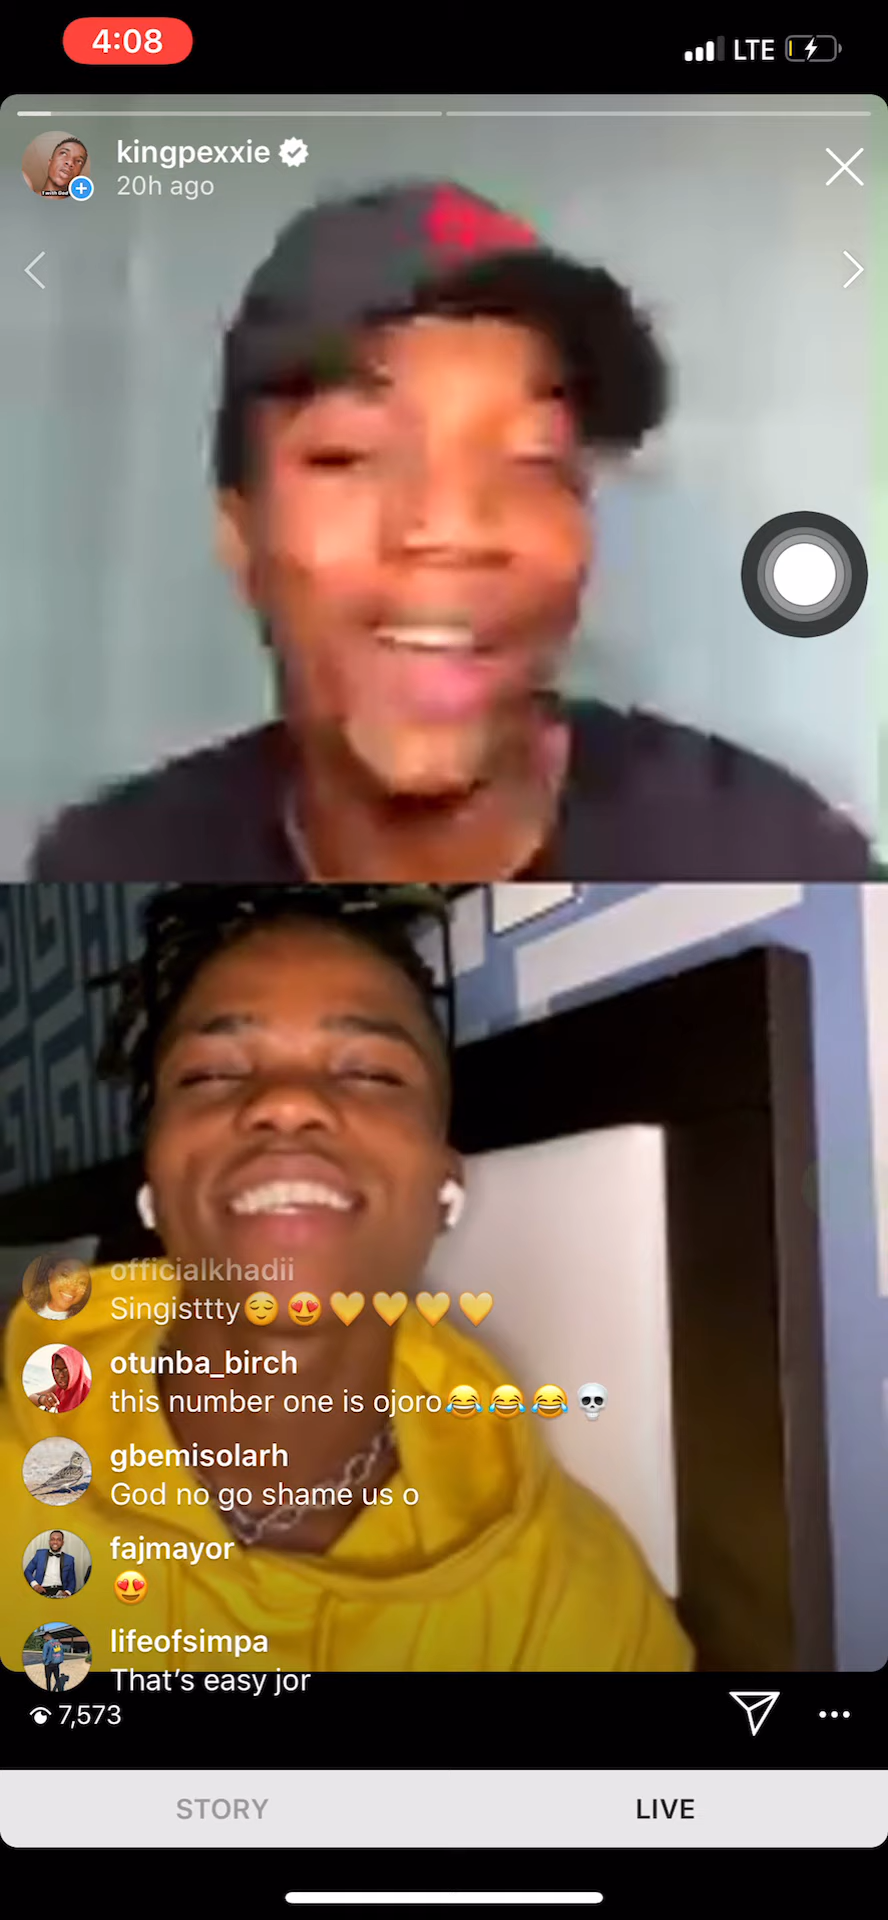 4:08
LTE
kingpexxie
20h ago
officialkhadii
Singisttty😌😍💛💛💛💛
otunba_birch
this number one is ojoro😂😂😂💀
gbemisolarh
God no go shame us o
fajmayor
😍
lifeofsimpa
That's easy jor
7,573
STORY
LIVE